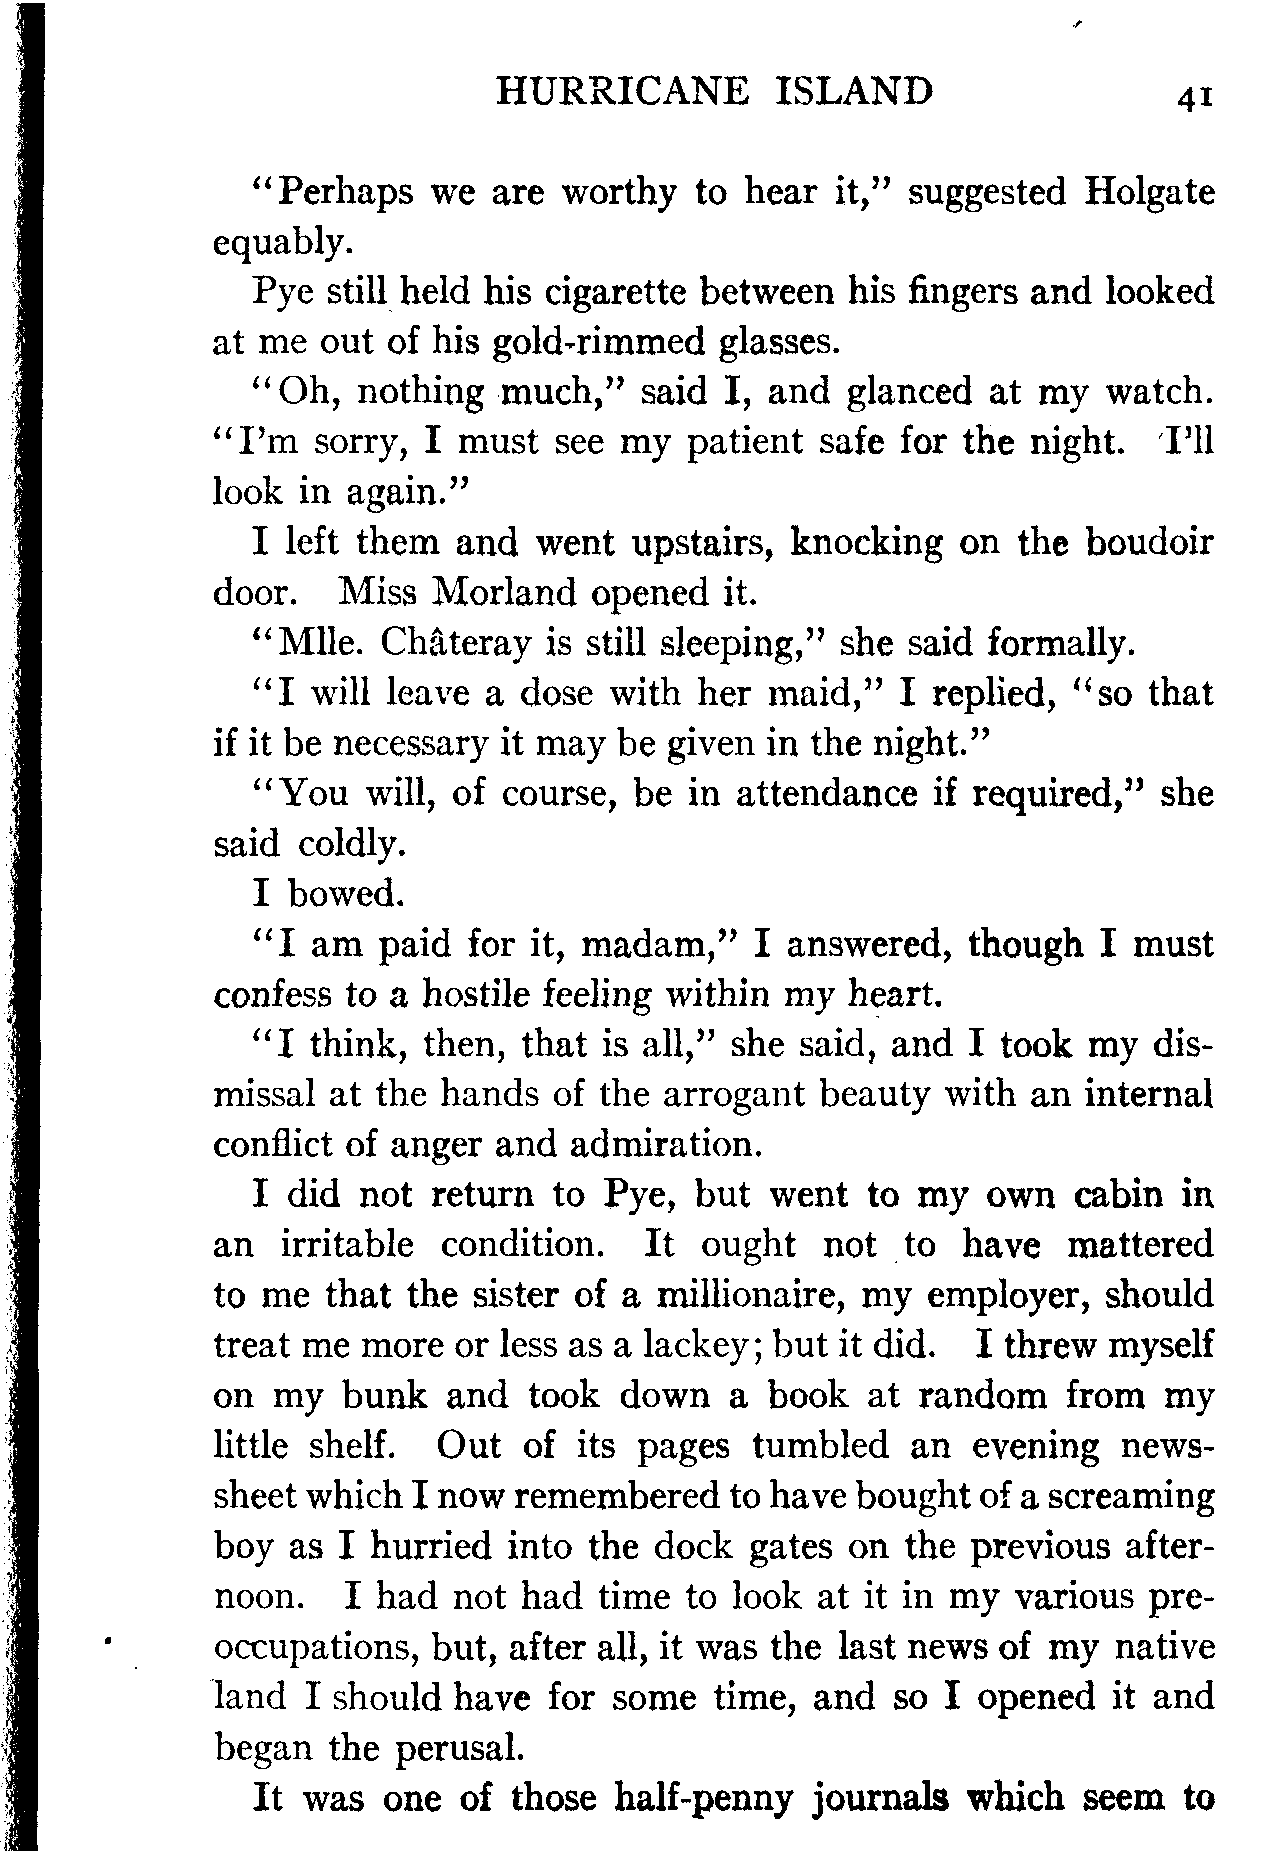 HURRICANE ISLAND 41
"Perhaps we are worthy to hear it," suggested Holgate
equably.
Pye still held his cigarette between his fingers and looked
at me out of his gold-rimmed glasses.
"Oh, nothing much," said I, and glanced at my watch.
"I'm sorry, I must see my patient safe for the night. I'll
look in again."
I left them and went upstairs, knocking on the boudoir
door. Miss Morland opened it.
"Mlle. Châteray is still sleeping," she said formally.
"I will leave a dose with her maid," I replied, "so that
if it be necessary it may be given in the night."
"You will, of course, be in attendance if required," she
said coldly.
I bowed.
"I am paid for it, madam," I answered, though I must
confess to a hostile feeling within my heart.
"I think, then, that is all," she said, and I took my dis-
missal at the hands of the arrogant beauty with an internal
conflict of anger and admiration.
I did not return to Pye, but went to my own cabin in
an irritable condition. It ought not to have mattered
to me that the sister of a millionaire, my employer, should
treat me more or less as a lackey; but it did. I threw myself
on my bunk and took down a book at random from my
little shelf. Out of its pages tumbled an evening news-
sheet which I now remembered to have bought of a screaming
boy as I hurried into the dock gates on the previous after-
noon. I had not had time to look at it in my various pre-
occupations, but, after all, it was the last news of my native
land I should have for some time, and so I opened it and
began the perusal.
It was one of those half-penny journals which seem to